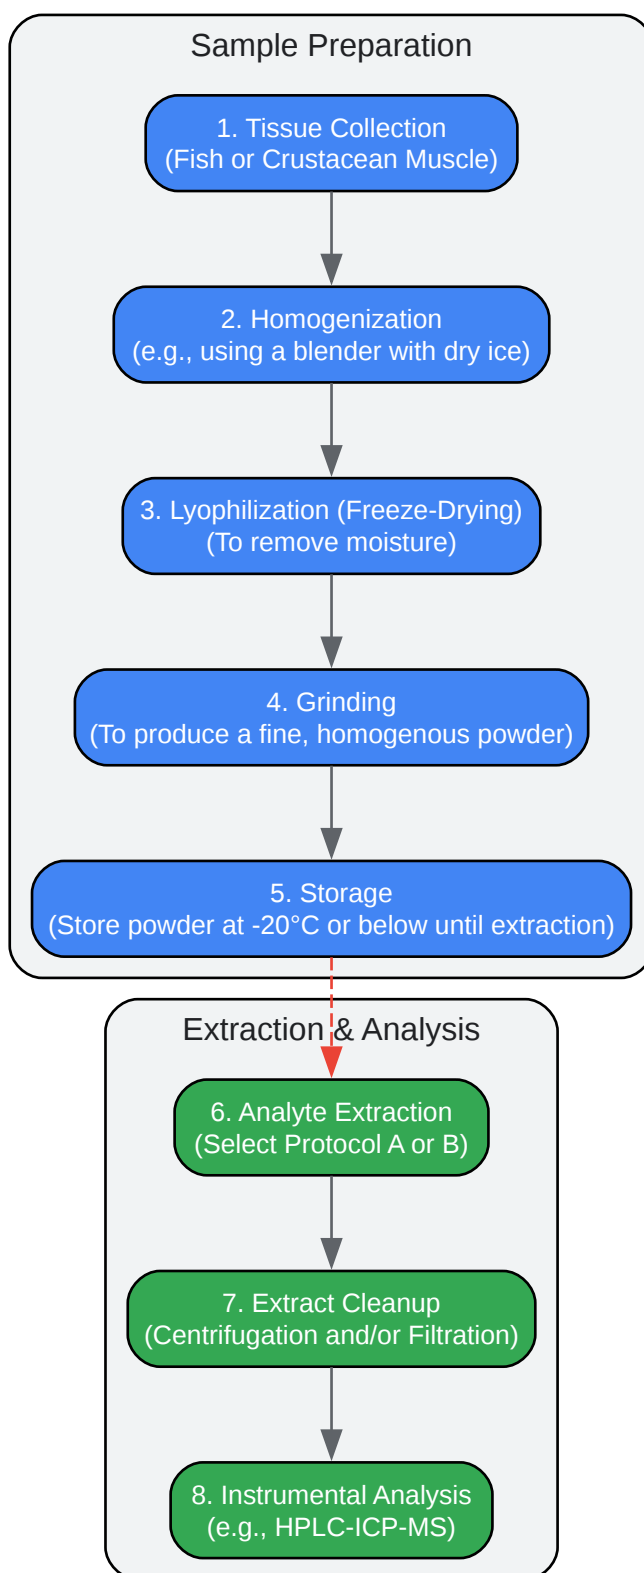 Sample Preparation
1. Tissue Collection
(Fish or Crustacean Muscle)
2. Homogenization
(e.g., using a blender with dry ice)
3. Lyophilization (Freeze-Drying)
(To remove moisture)
4. Grinding
(To produce a fine, homogenous powder)
5. Storage
(Store powder at -20°C or below until extraction)
Extraction & Analysis
6. Analyte Extraction
(Select Protocol A or B)
7. Extract Cleanup
(Centrifugation and/or Filtration)
8. Instrumental Analysis
(e.g., HPLC-ICP-MS)